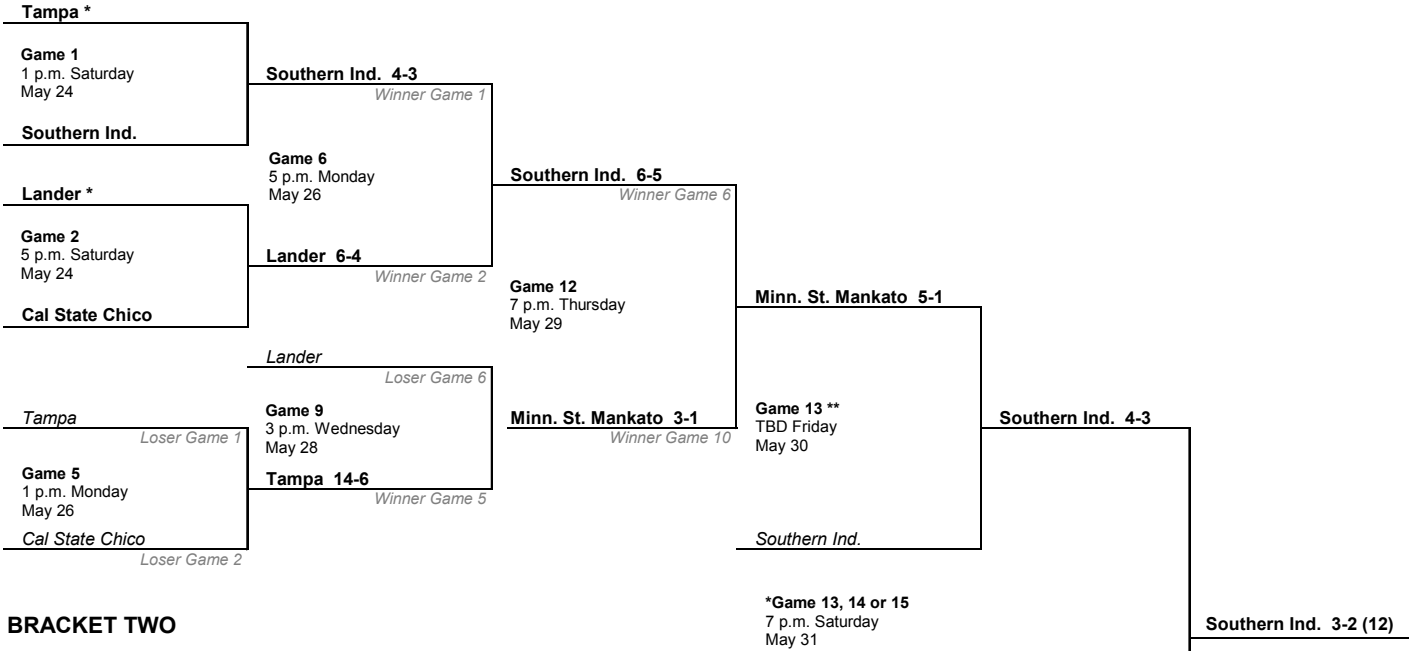 Tampa *
Game 1
1 p.m. Saturday
May 24
Southern Ind.
Southern Ind. 4-3
Winner Game 1
Lander *
Game 2
5 p.m. Saturday
May 24
Cal State Chico
Game 6
5 p.m. Monday
May 26
Lander 6-4
Winner Game 2
Southern Ind. 6-5
Winner Game 6
Tampa
Loser Game 1
Game 5
1 p.m. Monday
May 26
Cal State Chico
Loser Game 2
Lander
Loser Game 6
Game 9
3 p.m. Wednesday
May 28
Tampa 14-6
Winner Game 5
Game 12
7 p.m. Thursday
May 29
Minn. St. Mankato 3-1
Winner Game 10
Minn. St. Mankato 5-1
Game 13 **
TBD Friday
May 30
Southern Ind.
Southern Ind. 4-3
BRACKET TWO
*Game 13, 14 or 15
7 p.m. Saturday
May 31
Southern Ind. 3-2 (12)